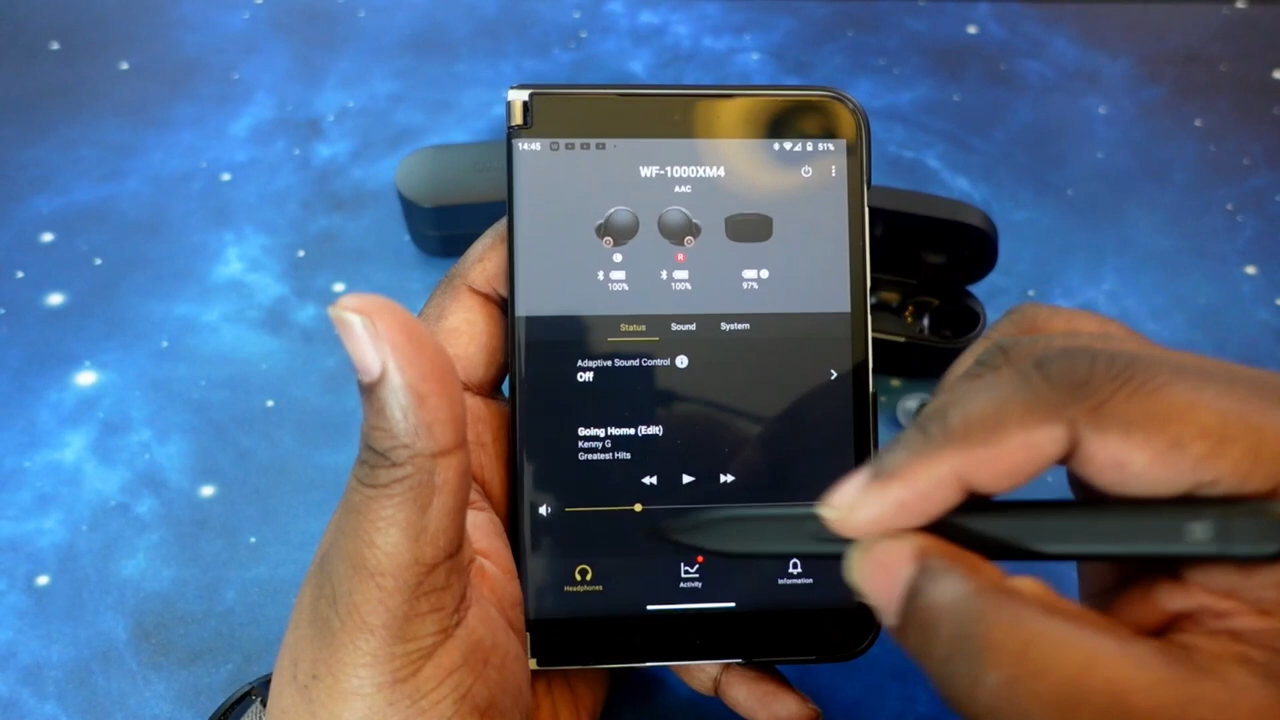 14:45 51%
WF-1000XM4
AAC
L R
100% 100% 97%
Status Sound System
Adaptive Sound Control
Off
Going Home (Edit)
Kenny G
Greatest Hits
Headphones Activity Information